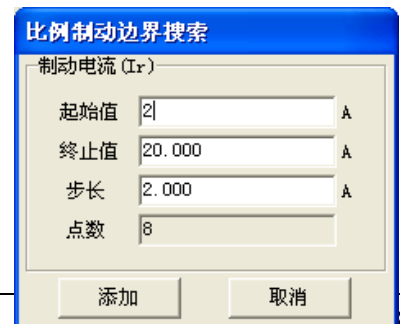 比例制动边界搜索
制动电流(Ir)
起始值 2 A
终止值 20.000 A
步长 2.000 A
点数 8
添加 取消